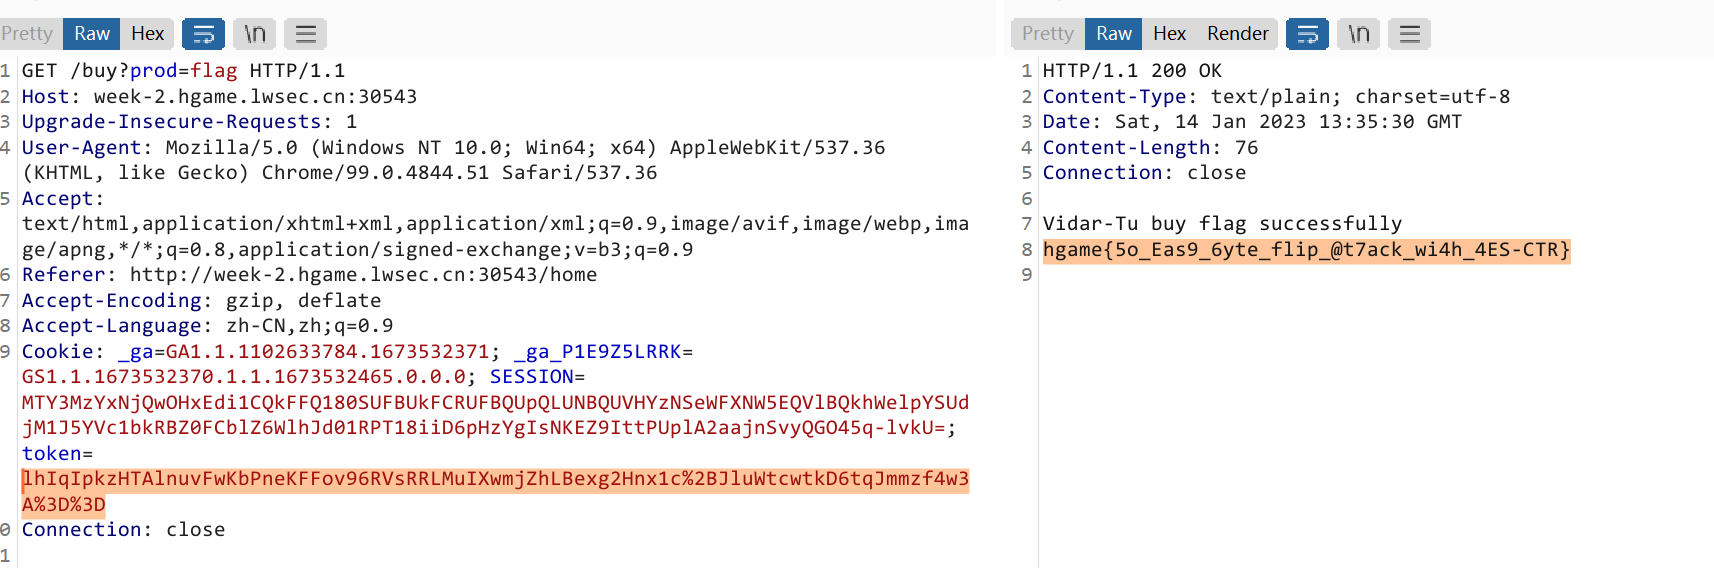 Pretty Raw Hex \n
1 GET /buy?prod=flag HTTP/1.1
2 Host: week-2.hgame.lwsec.cn:30543
3 Upgrade-Insecure-Requests: 1
4 User-Agent: Mozilla/5.0 (Windows NT 10.0; Win64; x64) AppleWebKit/537.36
(KHTML, like Gecko) Chrome/99.0.4844.51 Safari/537.36
5 Accept:
text/html,application/xhtml+xml,application/xml;q=0.9,image/avif,image/webp,ima
ge/apng,*/*;q=0.8,application/signed-exchange;v=b3;q=0.9
6 Referer: http://week-2.hgame.lwsec.cn:30543/home
7 Accept-Encoding: gzip, deflate
8 Accept-Language: zh-CN,zh;q=0.9
9 Cookie: _ga=GA1.1.1102633784.1673532371; _ga_P1E9Z5LRRK=
GS1.1.1673532370.1.1.1673532465.0.0.0; SESSION=
MTY3MzYxNjQwOHxEdi1CQkFFQ180SUFBUkFCRUFBQUpQLUNBQUVHYzNSeWFXNW5EQVlBQkhWelpYSUd
jM1J5YVc1bkRBZ0FCblZ6WlhJd01RPT18iiD6pHzYgIsNKEZ9IttPUplA2aajnSvyQGO45q-lvkU=;
token=
lhIqIpkzHTAlnuvFwKbPneKFFov96RVsRRLMuIXwmjZhLBexg2Hnx1c%2BJluWtcwtkD6tqJmmzf4w3
A%3D%3D
0 Connection: close
1
Pretty Raw Hex Render \n
1 HTTP/1.1 200 OK
2 Content-Type: text/plain; charset=utf-8
3 Date: Sat, 14 Jan 2023 13:35:30 GMT
4 Content-Length: 76
5 Connection: close
6
7 Vidar-Tu buy flag successfully
8 hgame{5o_Eas9_6yte_flip_@t7ack_wi4h_4ES-CTR}
9